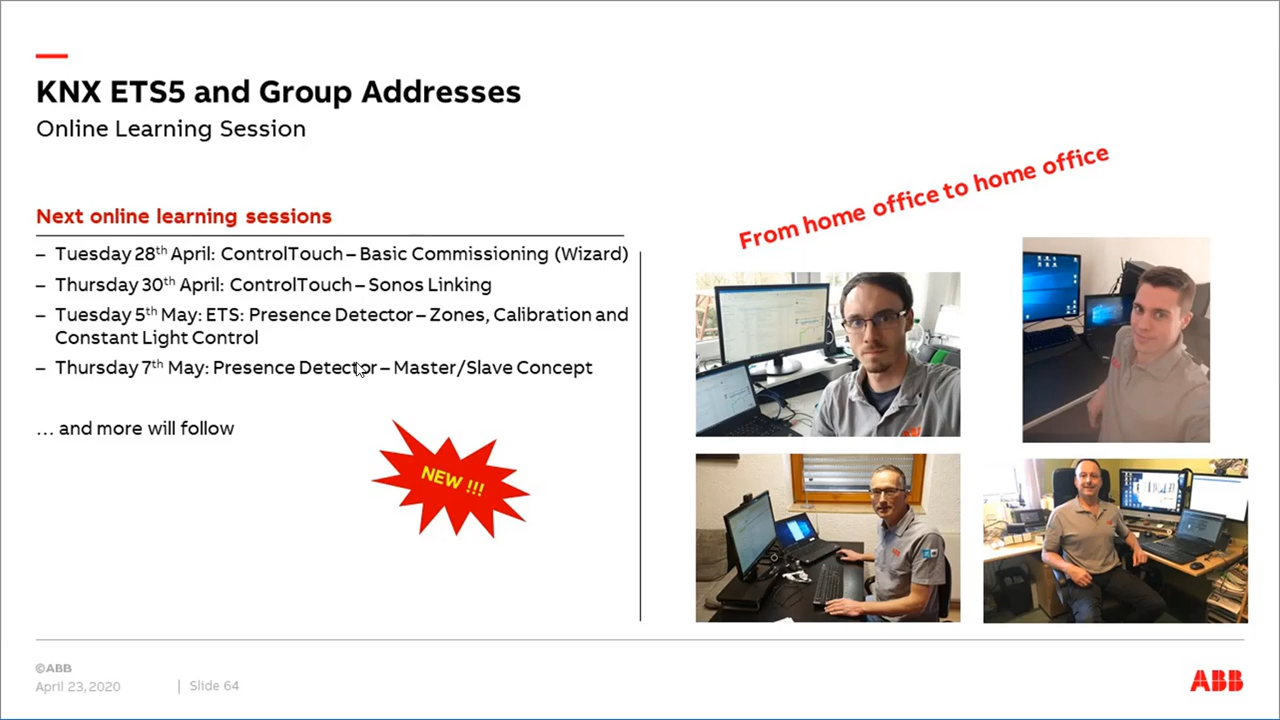 KNX ETS5 and Group Addresses
Online Learning Session
From home office to home office
Next online learning sessions
– Tuesday 28th April: ControlTouch – Basic Commissioning (Wizard)
– Thursday 30th April: ControlTouch – Sonos Linking
– Tuesday 5th May: ETS: Presence Detector – Zones, Calibration and
Constant Light Control
– Thursday 7th May: Presence Detector – Master/Slave Concept
… and more will follow
NEW !!!
©ABB
April 23, 2020 | Slide 64
ABB